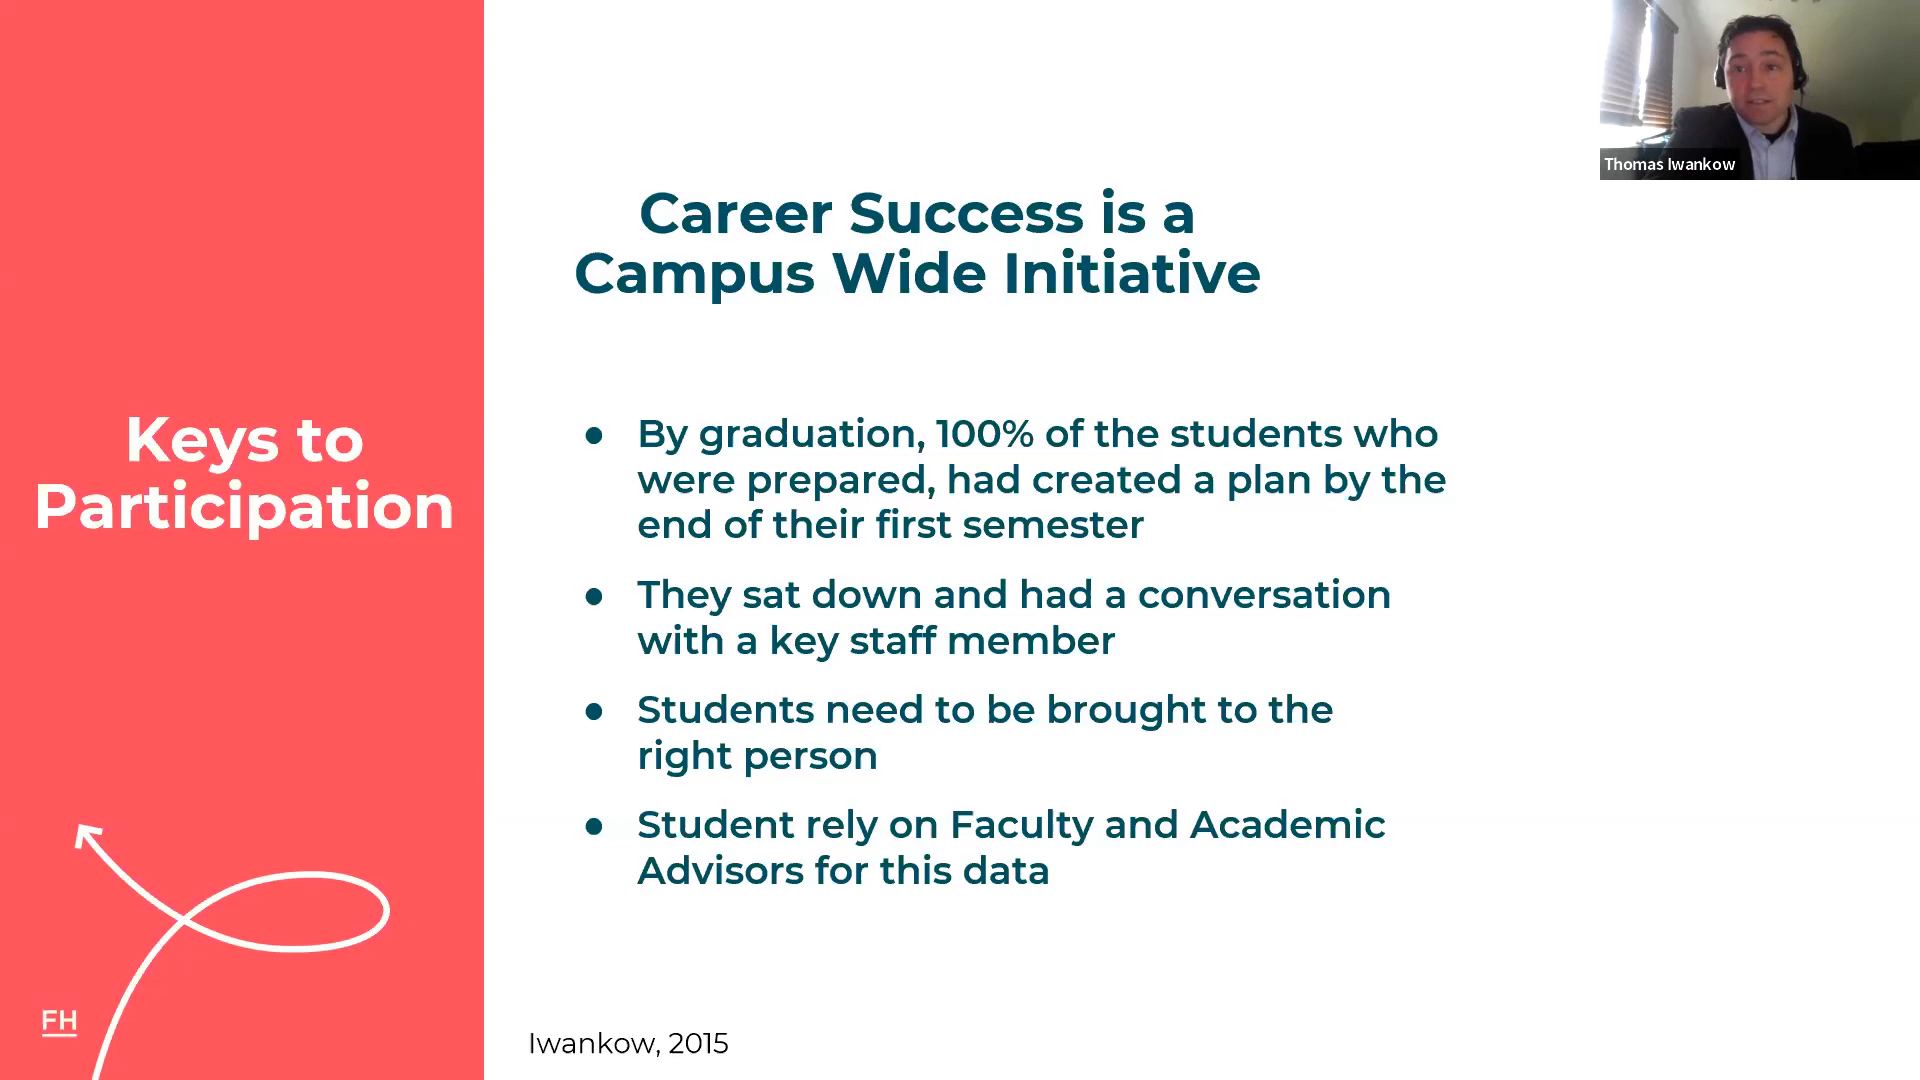 Keys to
Participation
FH
Career Success is a
Campus Wide Initiative
● By graduation, 100% of the students who
were prepared, had created a plan by the
end of their first semester
● They sat down and had a conversation
with a key staff member
● Students need to be brought to the
right person
● Student rely on Faculty and Academic
Advisors for this data
Iwankow, 2015
Thomas Iwankow